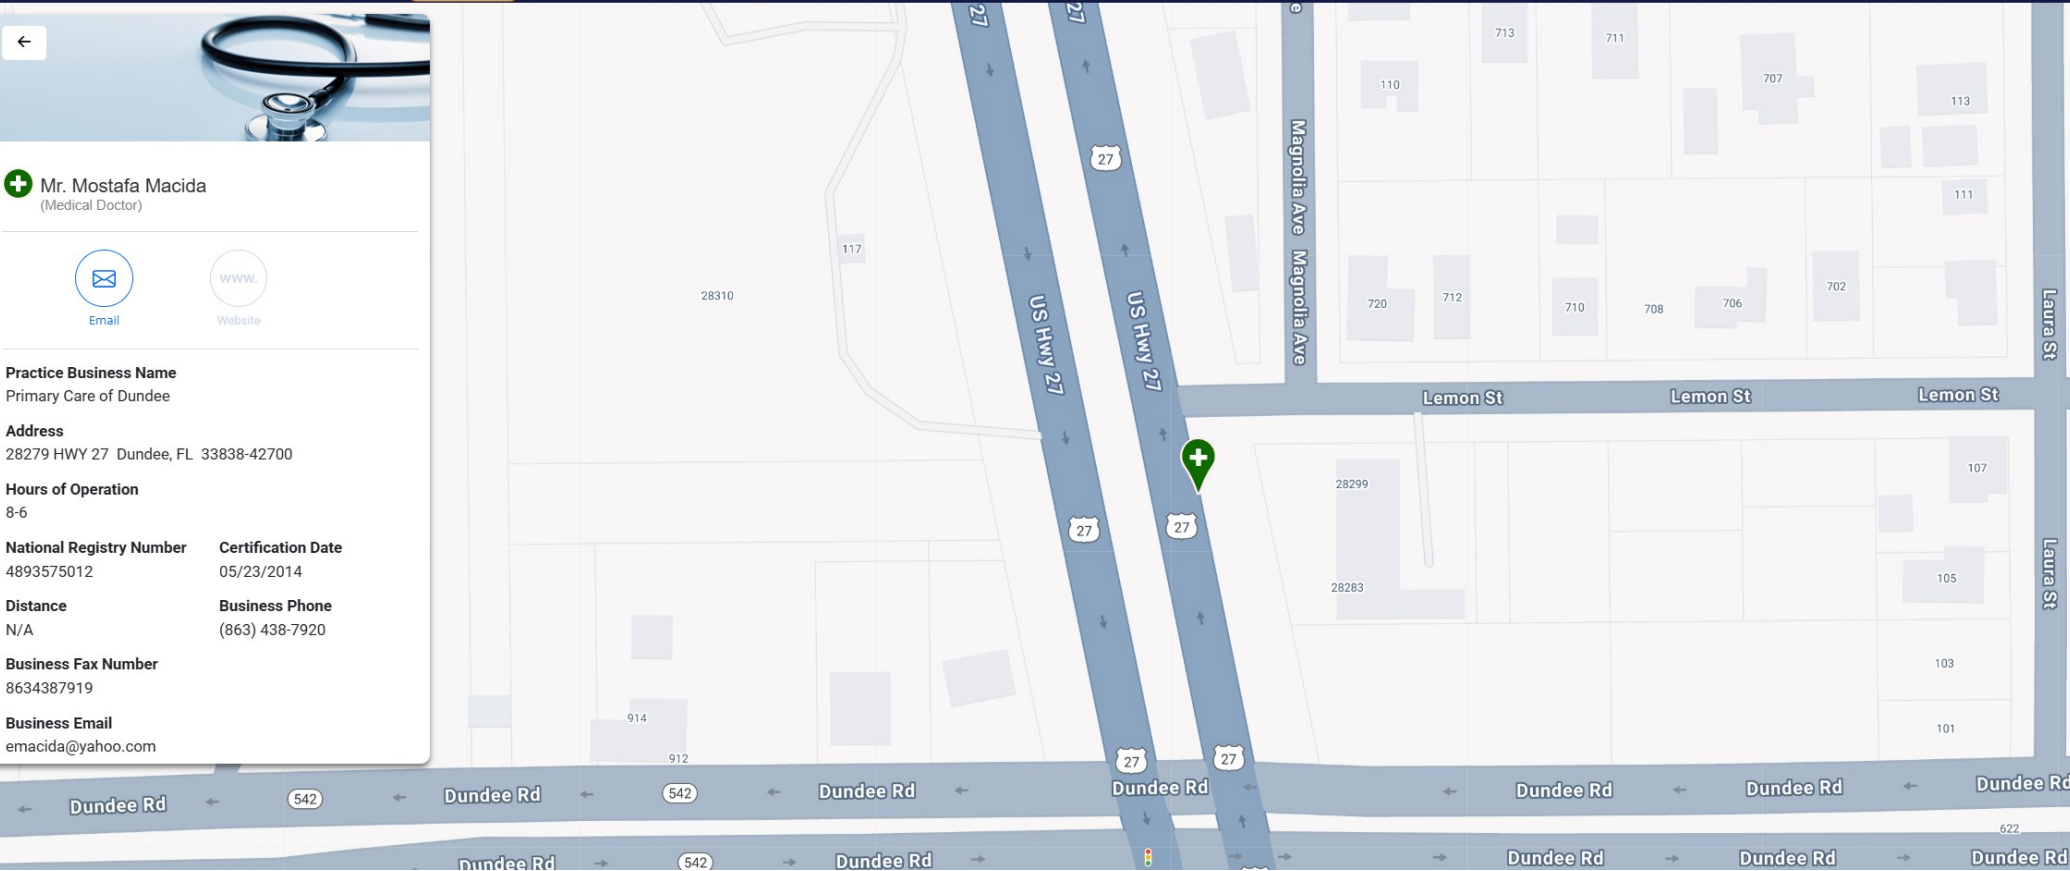 Mr. Mostafa Macida
(Medical Doctor)
www.
Email
Website
Practice Business Name
Primary Care of Dundee
Address
28279 HWY 27 Dundee, FL 33838-42700
Hours of Operation
8-6
National Registry Number Certification Date
4893575012 05/23/2014
Distance Business Phone
N/A (863) 438-7920
Business Fax Number
8634387919
Business Email
emacida@yahoo.com
27
27
e
713
711
707
110
113
27
Magnolia Ave
Magnolia Ave
111
117
28310
US Hwy 27
US Hwy 27
720
712
710
708
706
702
Laura St
Lemon St
Lemon St
Lemon St
28299
107
27
27
28283
105
Laura St
103
914
101
912
27
27
Dundee Rd
542
Dundee Rd
542
Dundee Rd
Dundee Rd
Dundee Rd
Dundee Rd
Dundee Rd
622
Dundee Rd
542
Dundee Rd
Dundee Rd
Dundee Rd
Dundee Rd